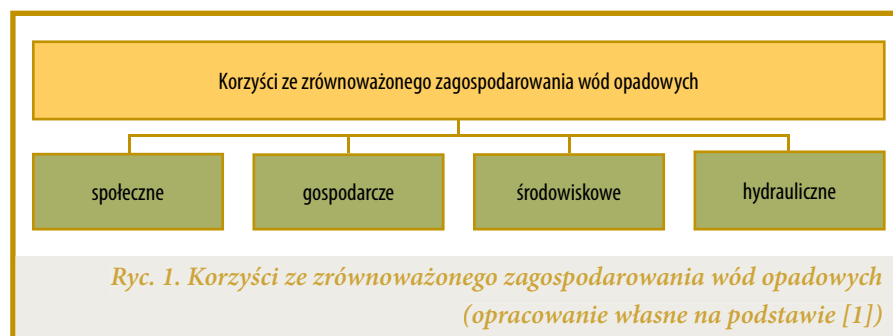 Korzyści ze zrównoważonego zagospodarowania wód opadowych
społeczne
gospodarcze
środowiskowe
hydrauliczne
Ryc. 1. Korzyści ze zrównoważonego zagospodarowania wód opadowych
(opracowanie własne na podstawie [1])